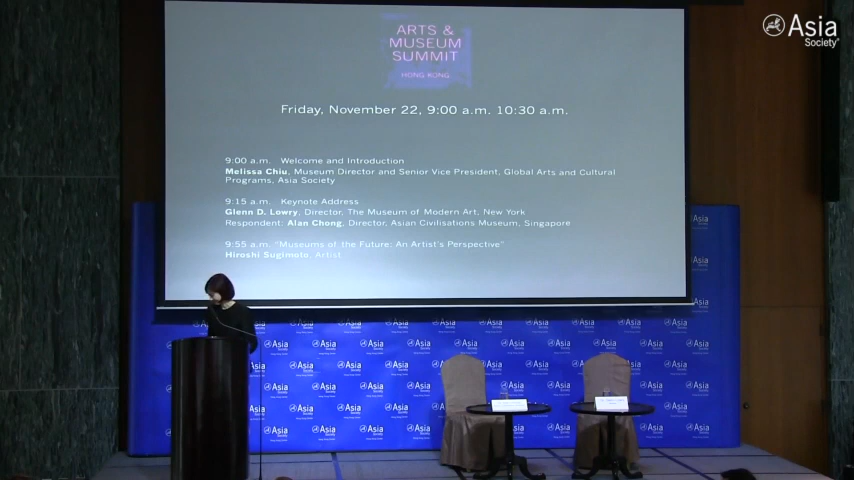 ARTS &
MUSEUM
SUMMIT
HONG KONG
Friday, November 22, 9:00 a.m. 10:30 a.m.
9:00 a.m. Welcome and Introduction
Melissa Chiu, Museum Director and Senior Vice President, Global Arts and Cultural
Programs, Asia Society
9:15 a.m. Keynote Address
Glenn D. Lowry, Director, The Museum of Modern Art, New York
Respondent: Alan Chong, Director, Asian Civilisations Museum, Singapore
9:55 a.m. "Museums of the Future: An Artist's Perspective"
Hiroshi Sugimoto, Artist
Asia
Society